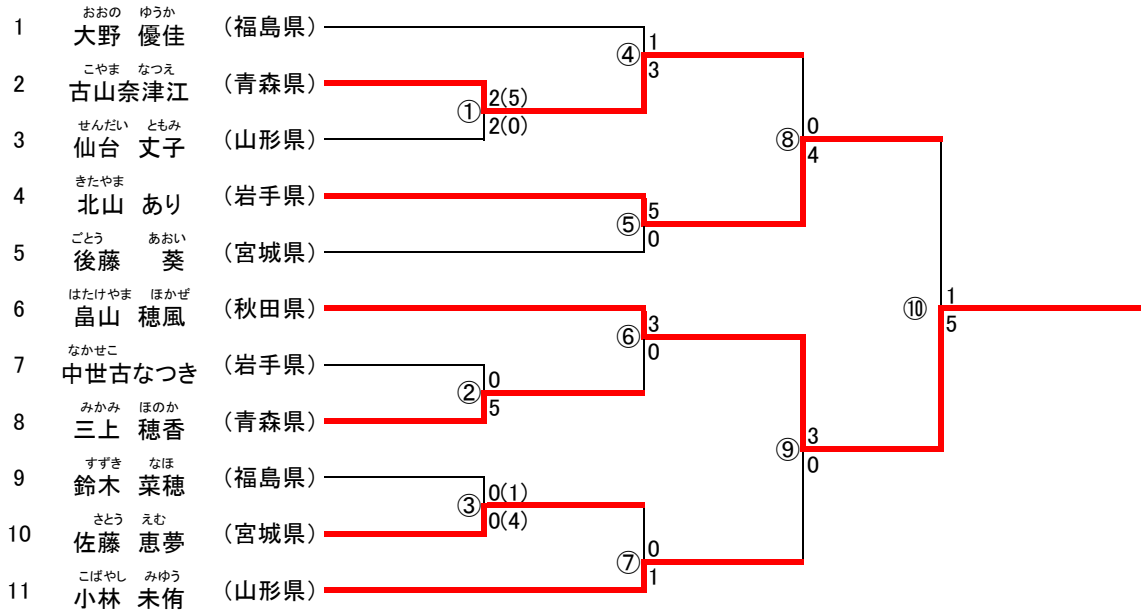 おおの ゆうか
1 大野 優佳 (福島県)
1
④
3
こやま なつえ
2 古山奈津江 (青森県)
2(5)
①
2(0)
せんだい ともみ
3 仙台 丈子 (山形県)
0
⑧
4
きたやま
4 北山 あり (岩手県)
5
⑤
0
ごとう あおい
5 後藤 葵 (宮城県)
はたけやま ほかぜ
6 畠山 穂風 (秋田県)
1
⑩
5
3
⑥
0
なかせこ
7 中世古なつき (岩手県)
0
②
5
みかみ ほのか
8 三上 穂香 (青森県)
3
⑨
0
すずき なほ
9 鈴木 菜穂 (福島県)
0(1)
③
0(4)
さとう えむ
10 佐藤 恵夢 (宮城県)
0
⑦
1
こばやし みゆう
11 小林 未侑 (山形県)